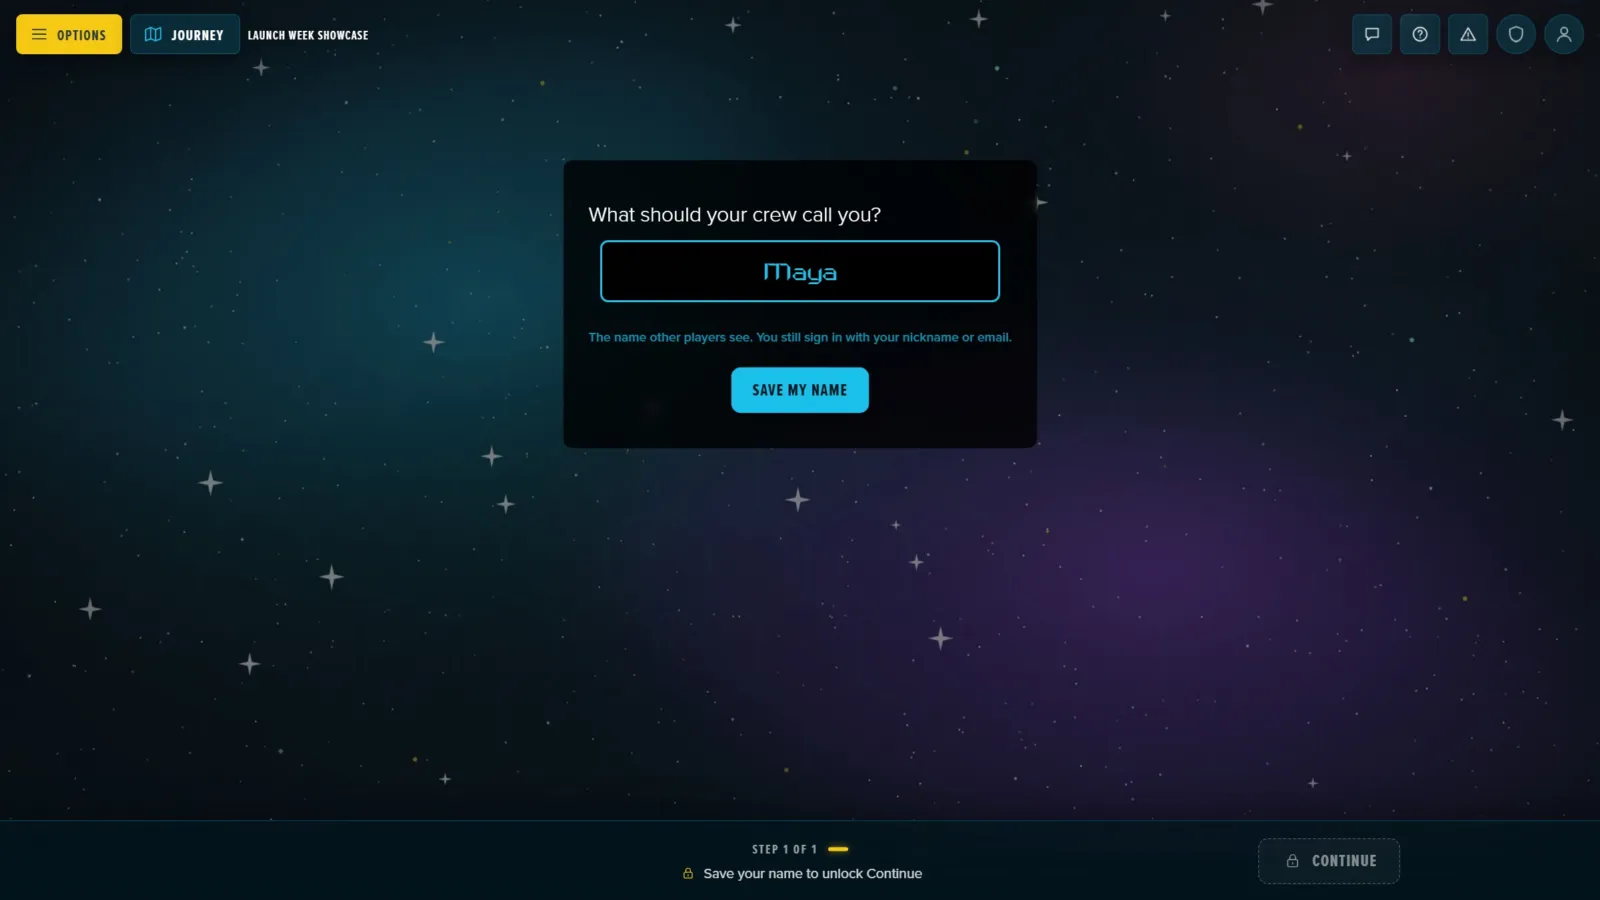 OPTIONS
JOURNEY
LAUNCH WEEK SHOWCASE
What should your crew call you?
Maya
The name other players see. You still sign in with your nickname or email.
SAVE MY NAME
STEP 1 OF 1
Save your name to unlock Continue
CONTINUE